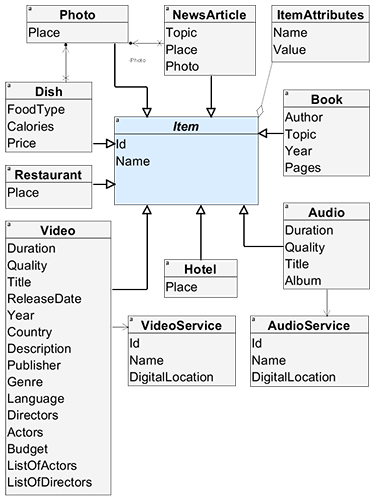 Photo
Place
NewsArticle
Topic
Place
Photo
ItemAttributes
Name
Value
-Photo
Dish
FoodType
Calories
Price
Item
Id
Name
Book
Author
Topic
Year
Pages
Restaurant
Place
Video
Duration
Quality
Title
ReleaseDate
Year
Country
Description
Publisher
Genre
Language
Directors
Actors
Budget
ListOfActors
ListOfDirectors
Hotel
Place
Audio
Duration
Quality
Title
Album
VideoService
Id
Name
DigitalLocation
AudioService
Id
Name
DigitalLocation